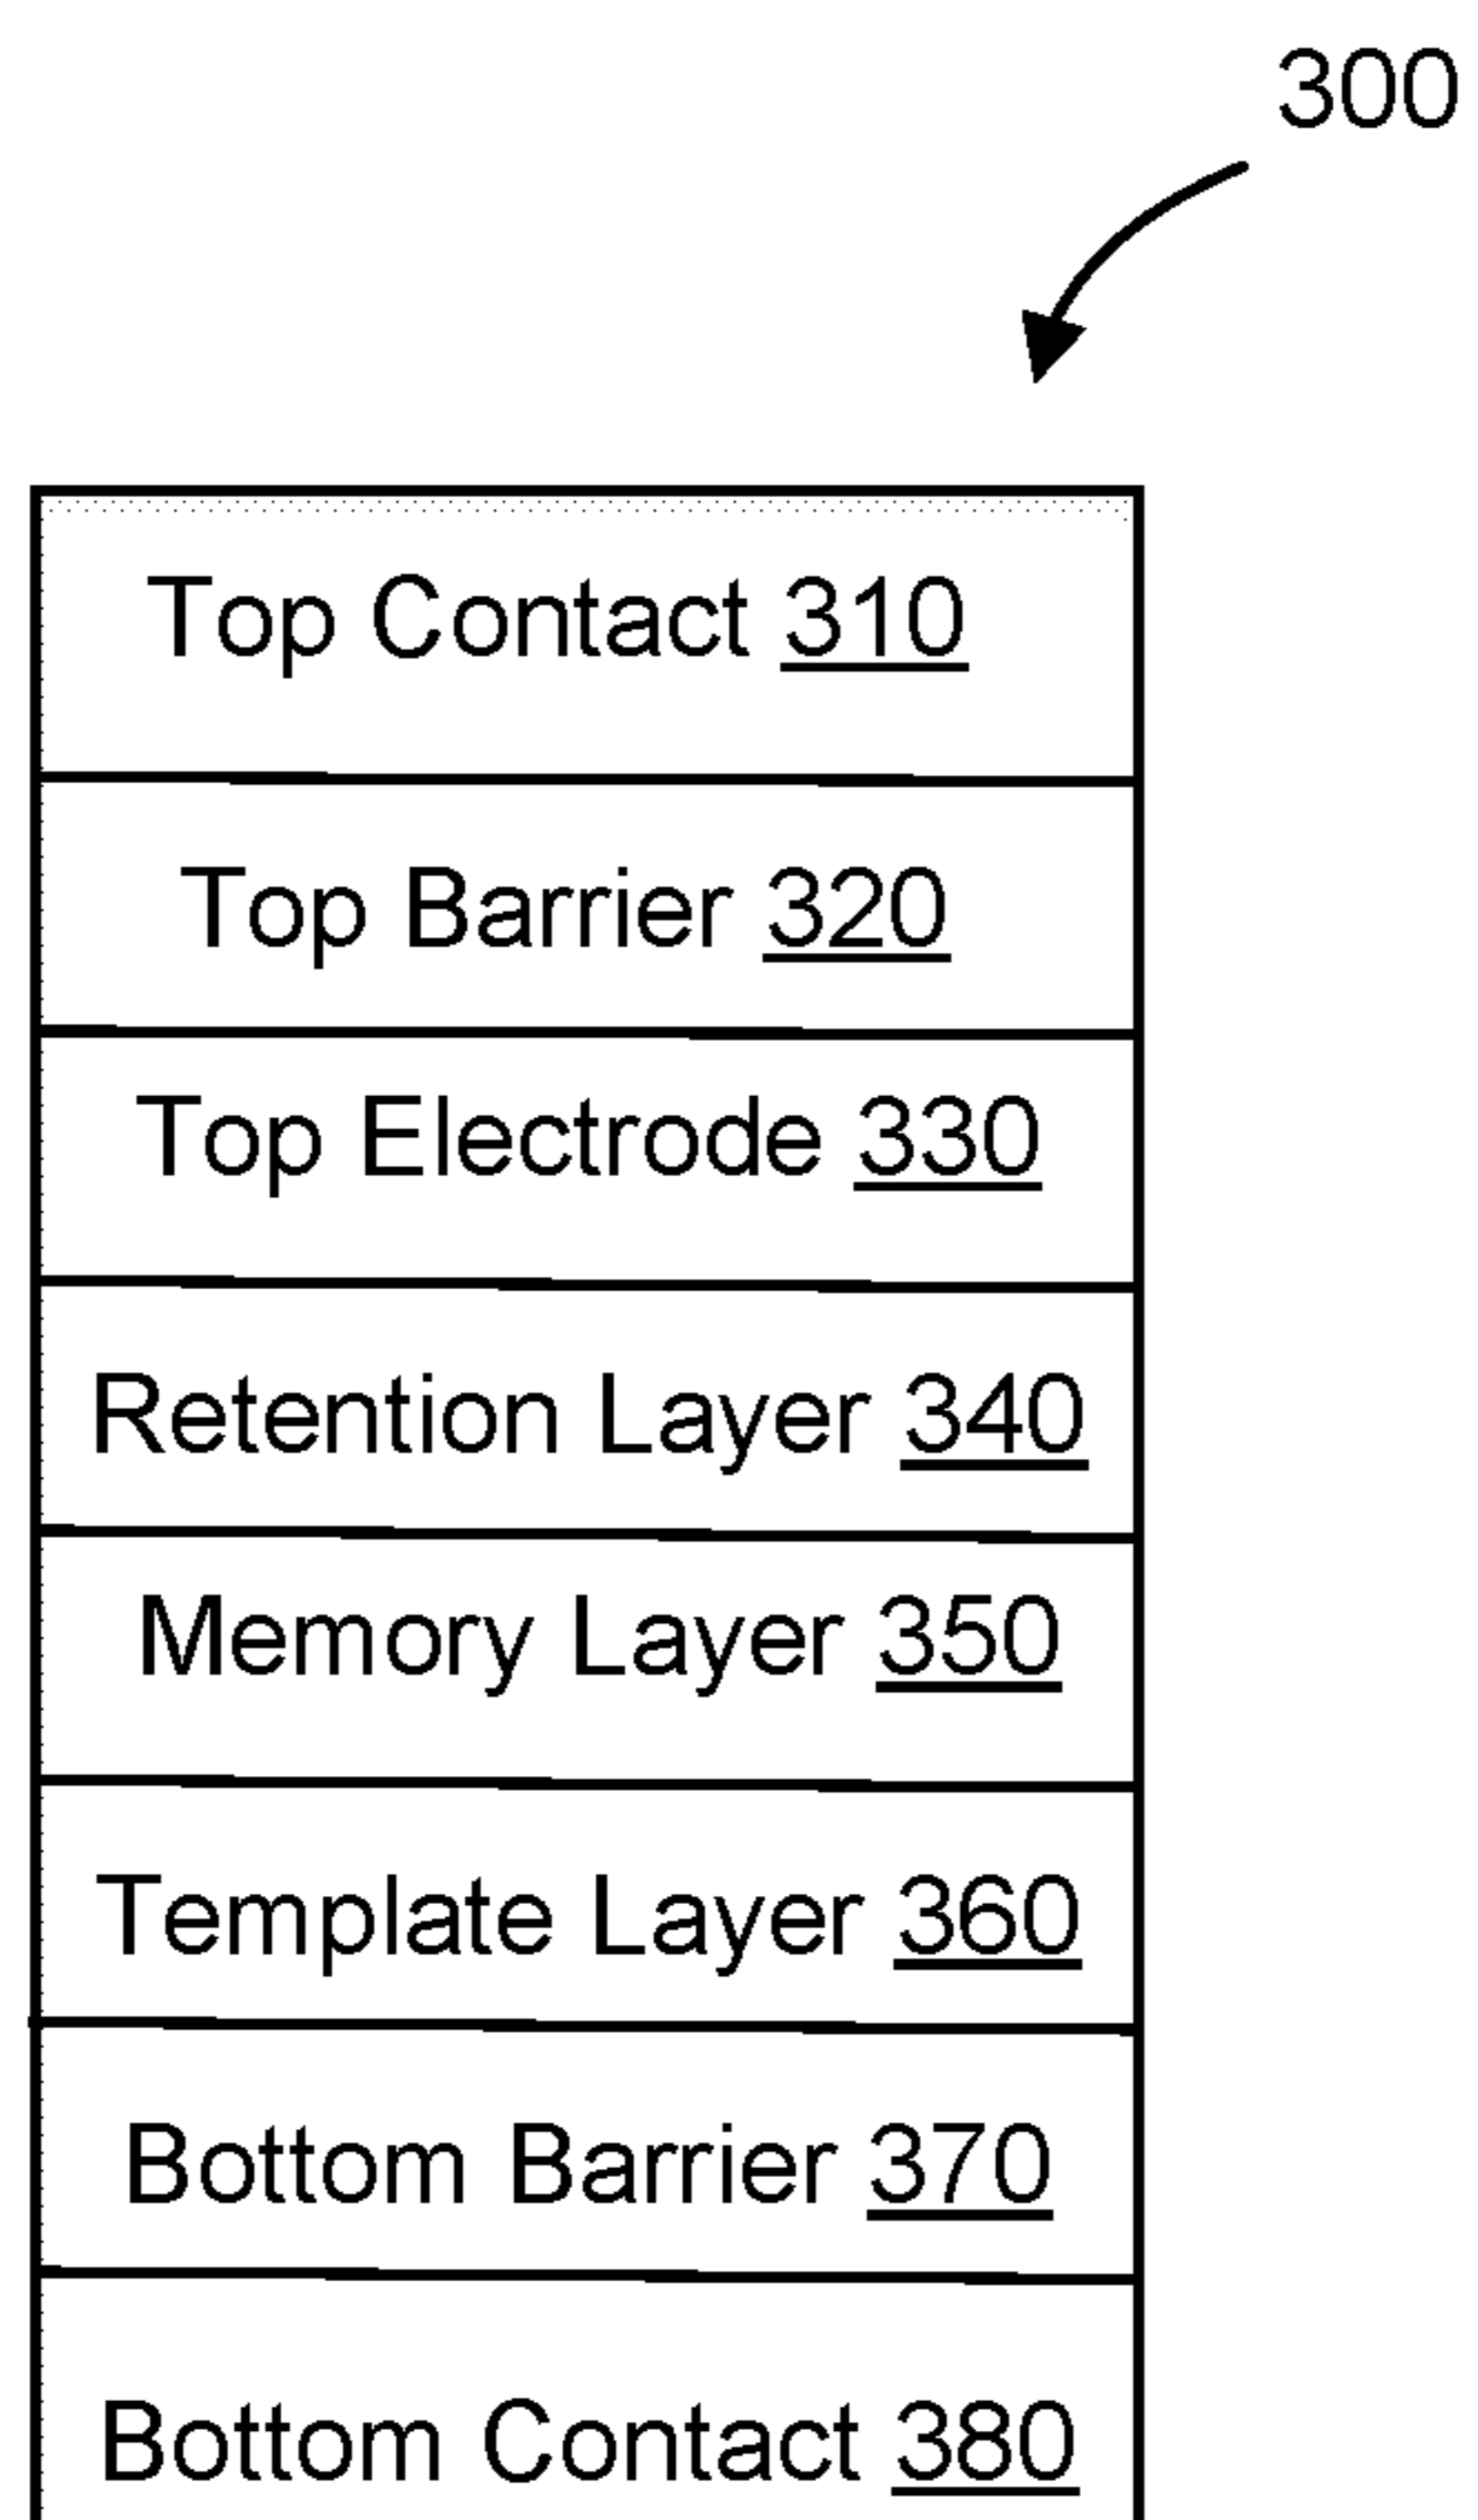 300
Top Contact 310
Top Barrier 320
Top Electrode 330
Retention Layer 340
Memory Layer 350
Template Layer 360
Bottom Barrier 370
Bottom Contact 380